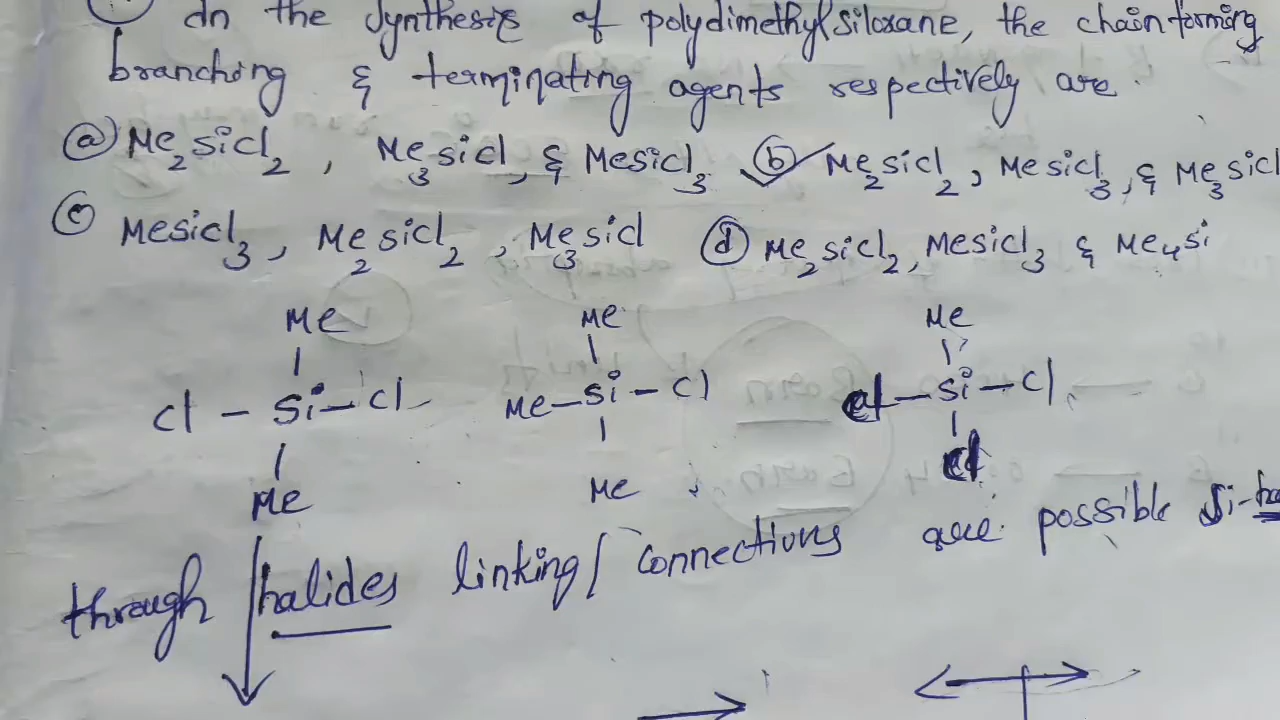 In the synthesis of polydimethylsiloxane, the chain forming
branching & terminating agents respectively are.
(a) Me2SiCl2, Me3SiCl, & MeSiCl3 (b) Me2SiCl2, MeSiCl3, & Me3SiCl
(c) MeSiCl3, Me2SiCl2, Me3SiCl (d) Me2SiCl2, MeSiCl3 & Me4Si
Me Me Me
Cl - Si - Cl Me - Si - Cl Cl - Si - Cl
Me Me Cl
through halides linking/connections are possible Si-